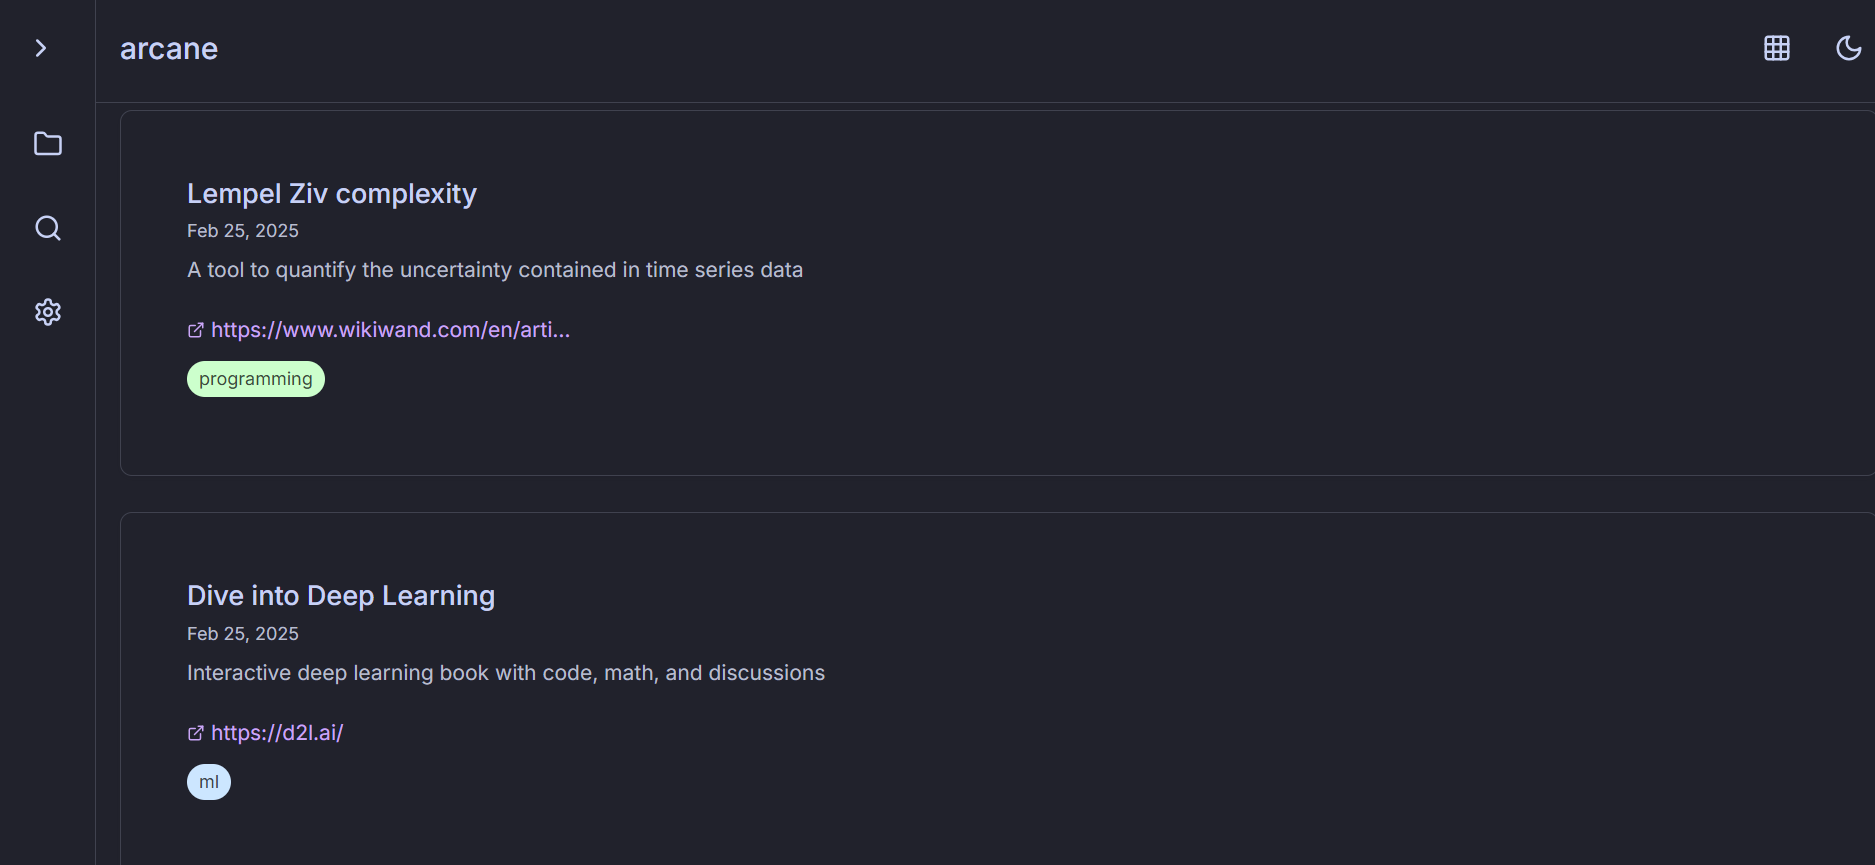 arcane
Lempel Ziv complexity
Feb 25, 2025
A tool to quantify the uncertainty contained in time series data
https://www.wikiwand.com/en/arti...
programming
Dive into Deep Learning
Feb 25, 2025
Interactive deep learning book with code, math, and discussions
https://d2l.ai/
ml